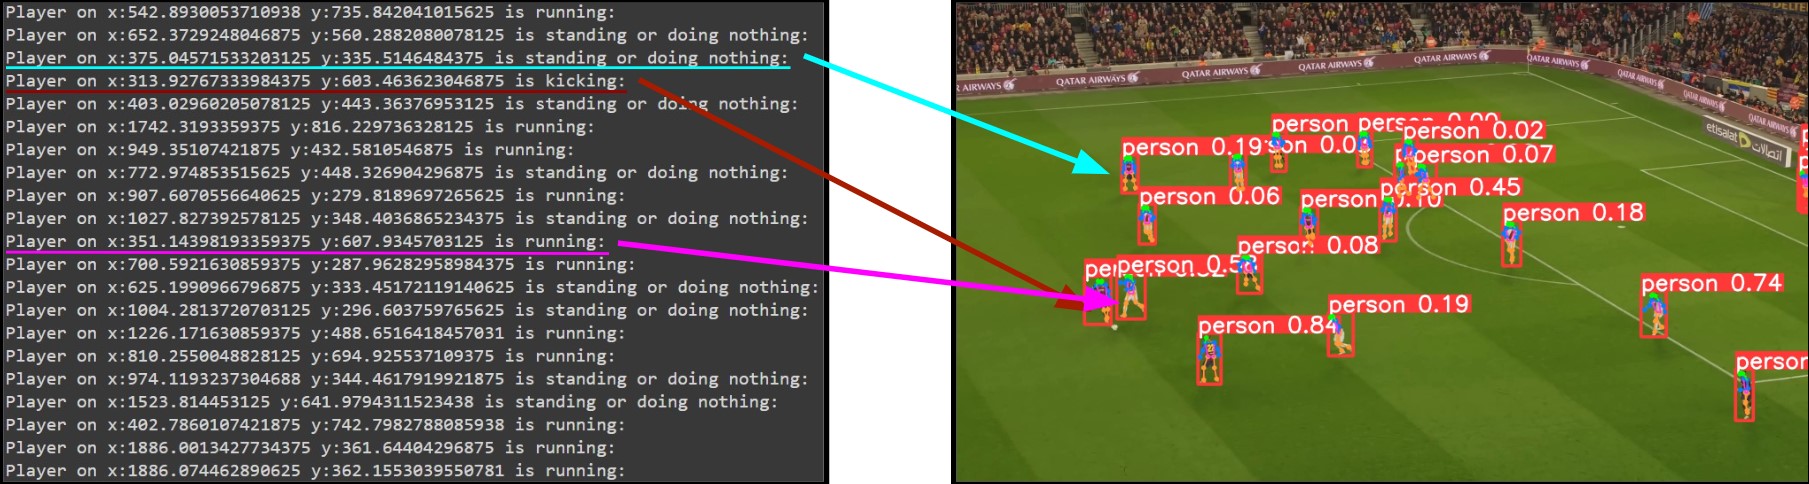 Player on x:542.8930053710938 y:735.842041015625 is running:
Player on x:652.3729248046875 y:560.2882080078125 is standing or doing nothing:
Player on x:375.04571533203125 y:335.5146484375 is standing or doing nothing:
Player on x:313.92767333984375 y:603.463623046875 is kicking:
Player on x:403.02960205078125 y:443.36376953125 is standing or doing nothing:
Player on x:1742.3193359375 y:816.229736328125 is running:
Player on x:949.35107421875 y:432.5810546875 is running:
Player on x:772.974853515625 y:448.326904296875 is standing or doing nothing:
Player on x:907.6070556640625 y:279.8189697265625 is running:
Player on x:1027.827392578125 y:348.4036865234375 is standing or doing nothing:
Player on x:351.14398193359375 y:607.9345703125 is running:
Player on x:700.5921630859375 y:287.96282958984375 is running:
Player on x:625.1990966796875 y:333.45172119140625 is standing or doing nothing:
Player on x:1004.2813720703125 y:296.603759765625 is standing or doing nothing:
Player on x:1226.171630859375 y:488.6516418457031 is running:
Player on x:810.2550048828125 y:694.925537109375 is running:
Player on x:974.1193237304688 y:344.4617919921875 is standing or doing nothing:
Player on x:1523.814453125 y:641.9794311523438 is standing or doing nothing:
Player on x:402.7860107421875 y:742.7982788085938 is running:
Player on x:1886.0013427734375 y:361.64404296875 is running:
Player on x:1886.074462890625 y:362.1553039550781 is running:
QATAR AIRWAYS
QATAR AIRWAYS
QATAR AIRWAYS
QATAR AIRWAYS
QATAR AIRWAYS
QATAR AIRWAYS
QATAR AIRWAYS
QATAR AIRWAYS
etisalat اتصالات
person
person
person 0.02
person 0.19
person 0.07
person 0.06
person
person 0.45
person 0.18
person 0.08
person 0.74
person 0.19
person 0.84
person